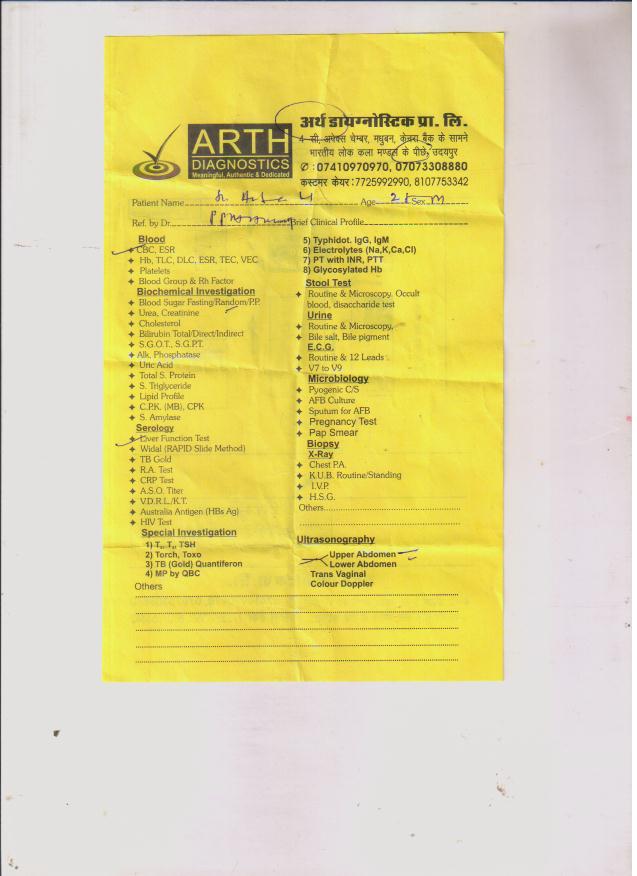 ARTH
DIAGNOSTICS
Meaningful, Authentic & Dedicated
अर्थ डायग्नोस्टिक प्रा. लि.
4 सी, अपेक्स चेम्बर, मधुबन, केनरा बैंक के सामने
भारतीय लोक कला मण्डल के पीछे, उदयपुर
✆ : 07410970970, 07073308880
कस्टमर केयर : 7725992990, 8107753342
Patient Name Age Sex M
Ref. by Dr. Brief Clinical Profile
Blood
CBC, ESR
Hb, TLC, DLC, ESR, TEC, VEC
Platelets
Blood Group & Rh Factor
Biochemical Investigation
Blood Sugar Fasting/Random/P.P.
Urea, Creatinine
Cholesterol
Bilirubin Total/Direct/Indirect
S.G.O.T., S.G.P.T.
Alk, Phosphatase
Uric Acid
Total S. Protein
S. Triglyceride
Lipid Profile
C.P.K. (MB), CPK
S. Amylase
Serology
Liver Function Test
Widal (RAPID Slide Method)
TB Gold
R.A. Test
CRP Test
A.S.O. Titer
V.D.R.L./K.T.
Australia Antigen (HBs Ag)
HIV Test
Special Investigation
1) T3, T4, TSH
2) Torch, Toxo
3) TB (Gold) Quantiferon
4) MP by QBC
Others
5) Typhidot. IgG, IgM
6) Electrolytes (Na,K,Ca,Cl)
7) PT with INR, PTT
8) Glycosylated Hb
Stool Test
Routine & Microscopy. Occult
blood, disaccharide test
Urine
Routine & Microscopy,
Bile salt, Bile pigment
E.C.G.
Routine & 12 Leads
V7 to V9
Microbiology
Pyogenic C/S
AFB Culture
Sputum for AFB
Pregnancy Test
Pap Smear
Biopsy
X-Ray
Chest P.A.
K.U.B. Routine/Standing
I.V.P.
H.S.G.
Others
Ultrasonography
Upper Abdomen
Lower Abdomen
Trans Vaginal
Colour Doppier